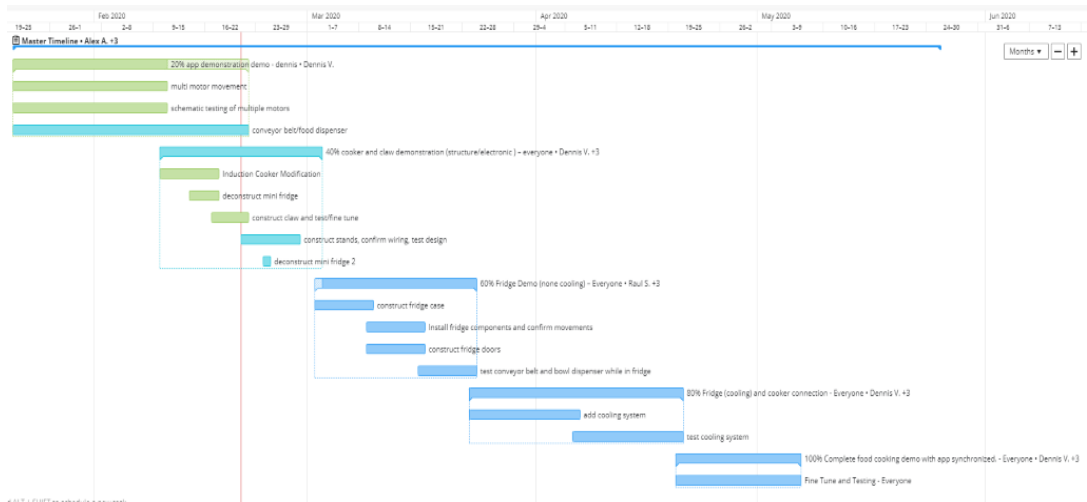 Feb 2020 Mar 2020 Apr 2020 May 2020 Jun 2020
19-25 26-1 2-8 9-15 16-22 23-29 1-7 8-14 15-21 22-28 29-4 5-11 12-18 19-25 26-2 3-9 10-16 17-23 24-30 31-6 7-13
Master Timeline • Alex A. +3
Months ▾ − +
20% app demonstration demo - dennis • Dennis V.
multi motor movement
schematic testing of multiple motors
conveyor belt/food dispenser
40% cooker and claw demonstration (structure/electronic ) – everyone • Dennis V. +3
Induction Cooker Modification
deconstruct mini fridge
construct claw and test/fine tune
construct stands, confirm wiring, test design
deconstruct mini fridge 2
60% Fridge Demo (none cooling) – Everyone • Raul S. +3
construct fridge case
Install fridge components and confirm movements
construct fridge doors
test conveyor belt and bowl dispenser while in fridge
80% Fridge (cooling) and cooker connection - Everyone • Dennis V. +3
add cooling system
test cooling system
100% Complete food cooking demo with app synchronized. - Everyone • Dennis V. +3
Fine Tune and Testing - Everyone